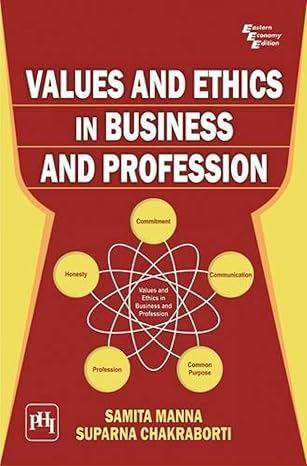 Eastern
Economy
Edition
VALUES AND ETHICS
IN BUSINESS
AND PROFESSION
Commitment
Honesty
Communication
Values and
Ethics in
Business and
Profession
Profession
Common
Purpose
PHI
SAMITA MANNA
SUPARNA CHAKRABORTI